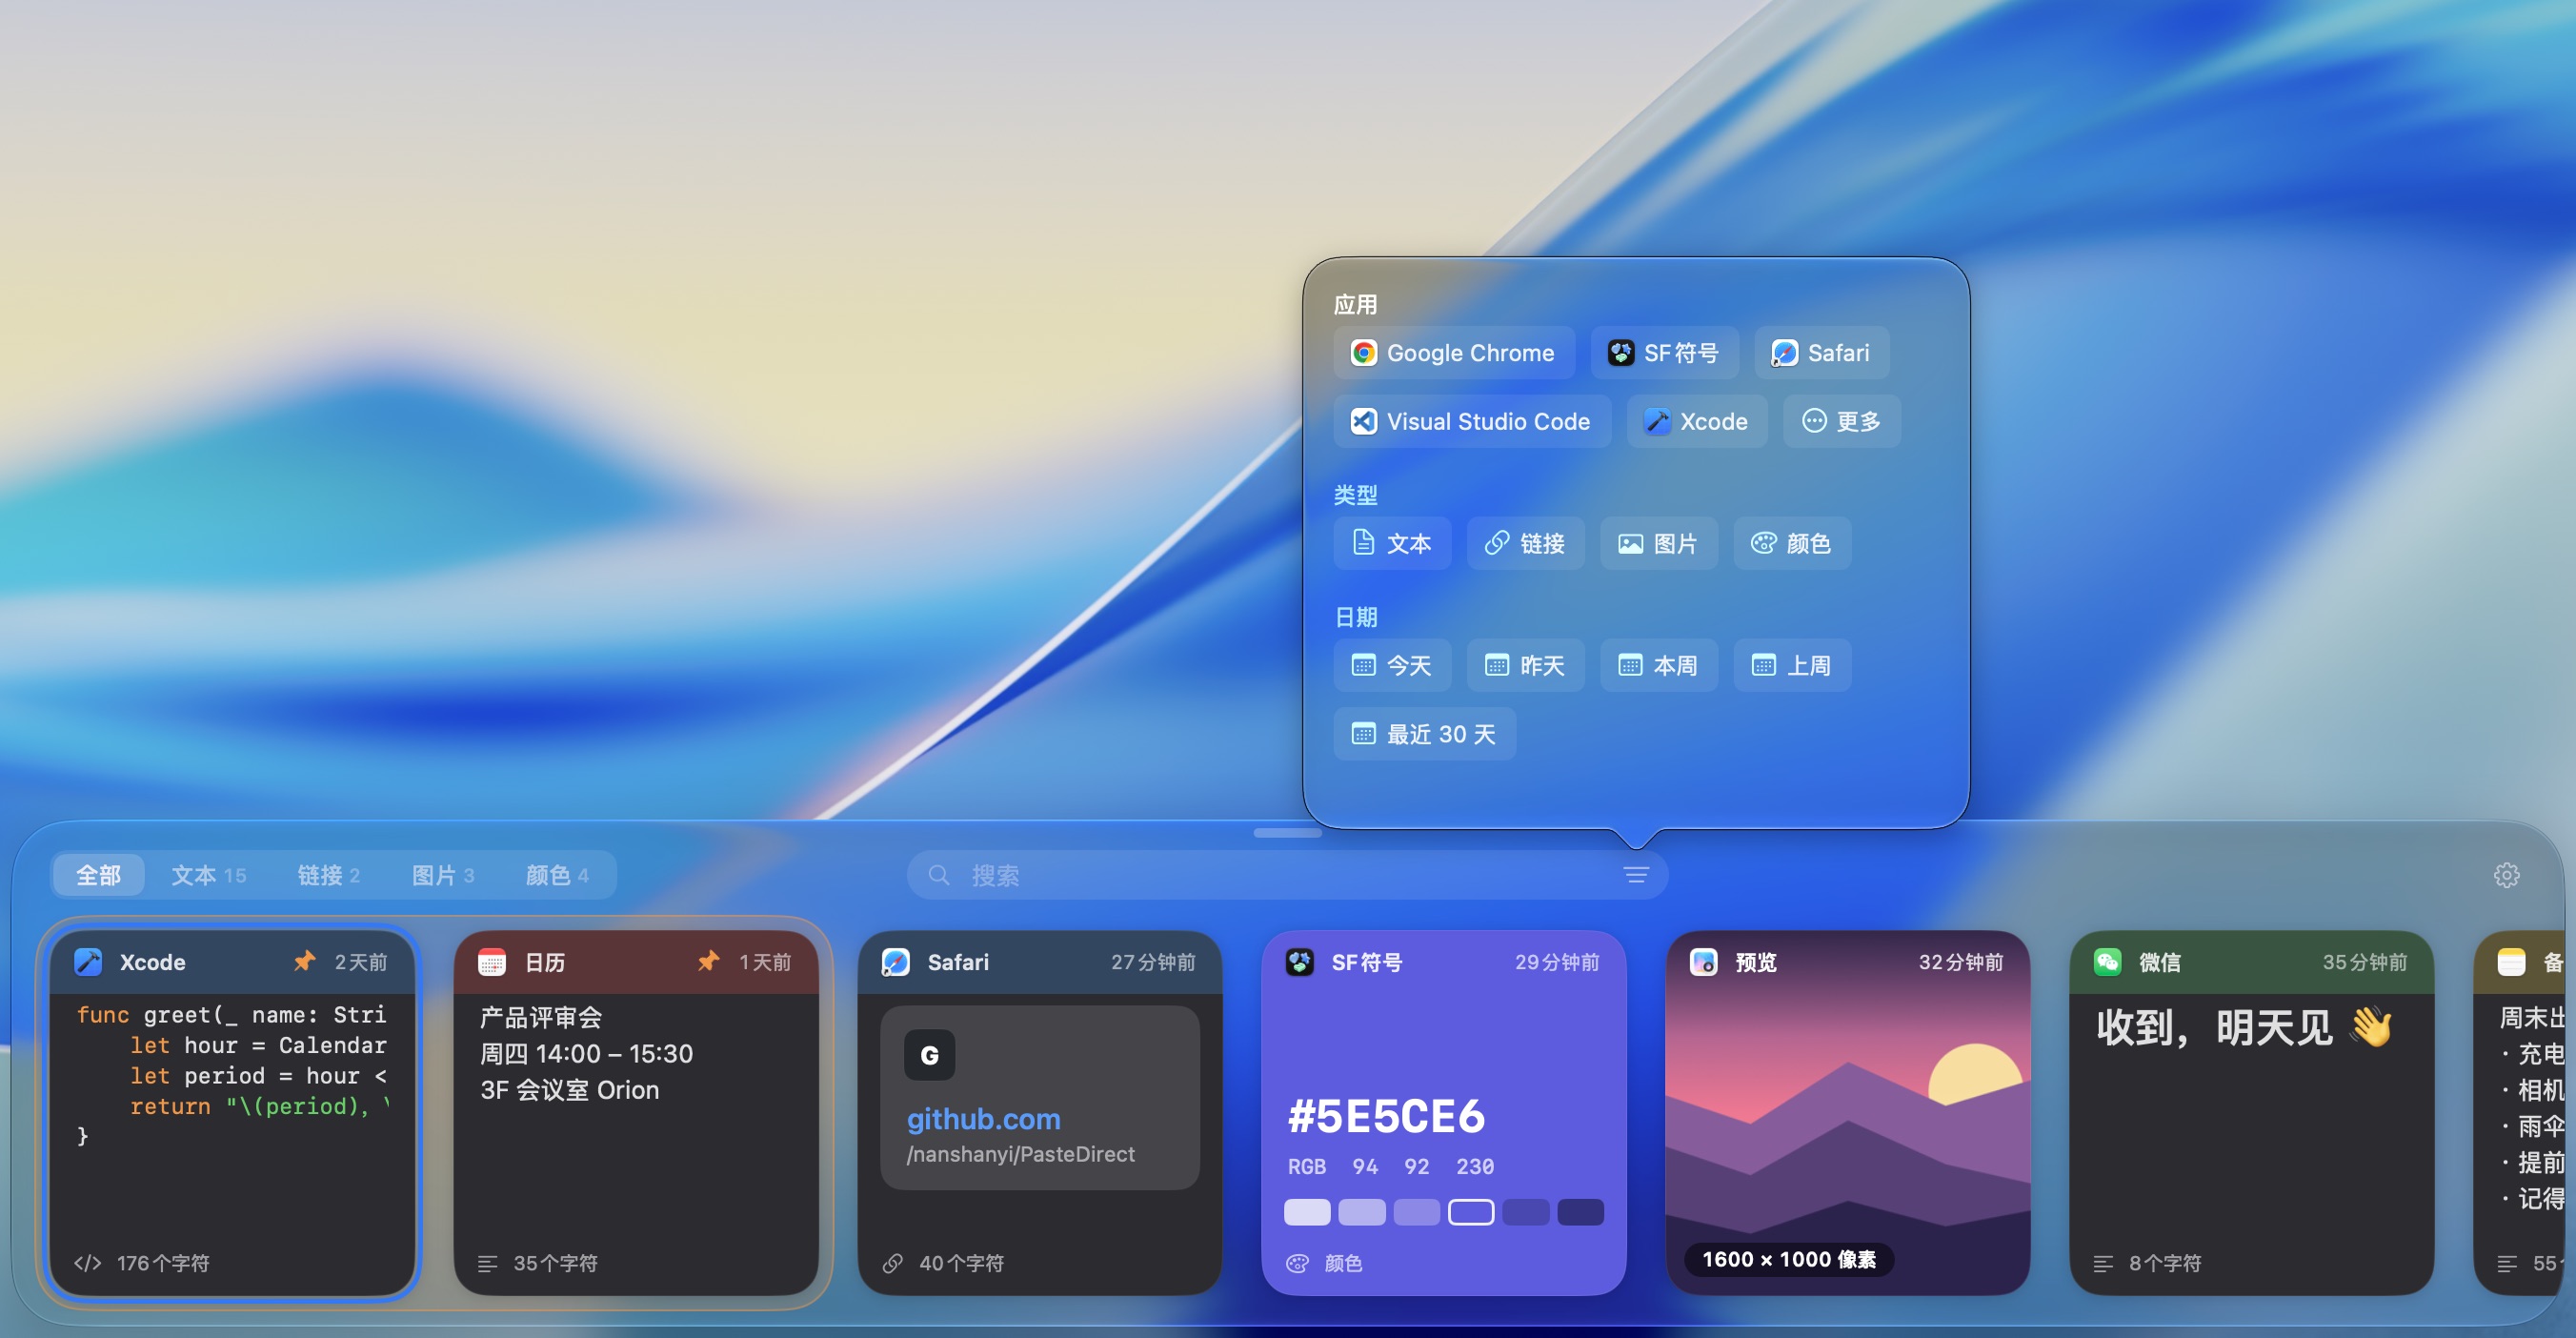 应用
Google Chrome SF符号 Safari
Visual Studio Code Xcode 更多
类型
文本 链接 图片 颜色
日期
今天 昨天 本周 上周
最近 30 天
全部 文本 15 链接 2 图片 3 颜色 4
搜索
Xcode 2天前
func greet(_ name: Stri
let hour = Calendar
let period = hour <
return "\(period), \
}
176个字符
日历 1天前
产品评审会
周四 14:00 – 15:30
3F 会议室 Orion
35个字符
Safari 27分钟前
G
github.com
/nanshanyi/PasteDirect
40个字符
SF符号 29分钟前
#5E5CE6
RGB 94 92 230
颜色
预览 32分钟前
1600 × 1000 像素
微信 35分钟前
收到，明天见 👋
8个字符
备
周末出
· 充电
· 相机
· 雨伞
· 提前
· 记得
55